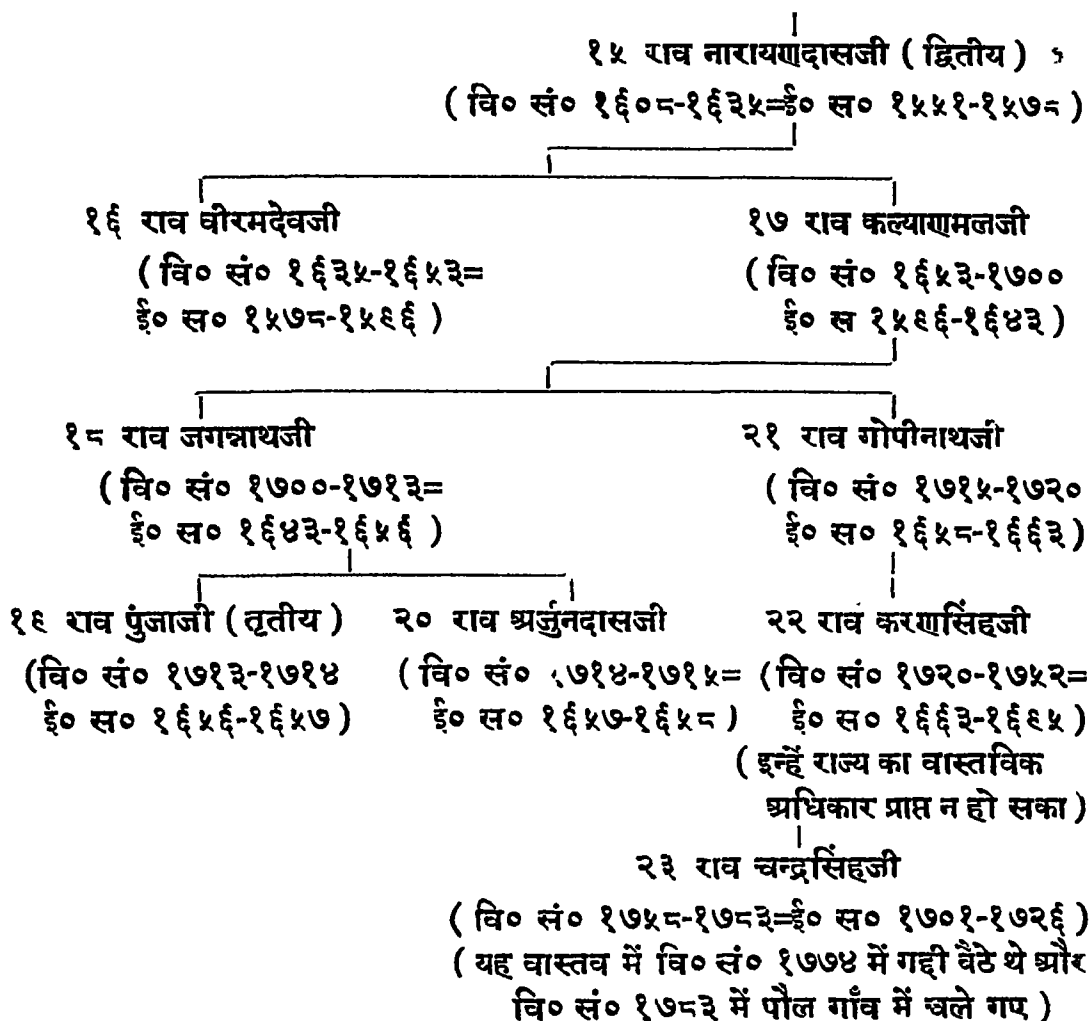 १५ राव नारायणदासजी ( द्वितीय )
( वि० सं० १६०८-१६३५=ई० स० १५५१-१५७८ )
१६ राव वीरमदेवजी
( वि० सं० १६३५-१६५३=
ई० स० १५७८-१५९६ )
१७ राव कल्याणमलजी
( वि० सं० १६५३-१७००
ई० स १५९६-१६४३ )
१८ राव जगन्नाथजी
( वि० सं० १७००-१७१३=
ई० स० १६४३-१६५६ )
२१ राव गोपीनाथजी
( वि० सं० १७१५-१७२०
ई० स० १६५८-१६६३ )
१९ राव पुंजाजी ( तृतीय )
(वि० सं० १७१३-१७१४
ई० स० १६५६-१६५७)
२० राव अर्जुनदासजी
( वि० सं० १७१४-१७१५=
ई० स० १६५७-१६५८ )
२२ राव करणसिंहजी
(वि० सं० १७२०-१७५२=
ई० स० १६६३-१६९५)
( इन्हें राज्य का वास्तविक
अधिकार प्राप्त न हो सका )
२३ राव चन्द्रसिंहजी
( वि० सं० १७५८-१७८३=ई० स० १७०१-१७२६ )
( यह वास्तव में वि० सं० १७७४ में गद्दी बैठे थे और
वि० सं० १७८३ में पौल गाँव में चले गए )